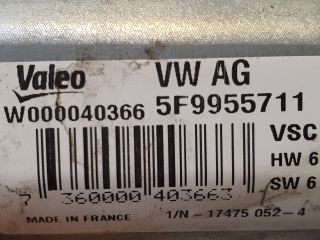 Valeo VW AG
W000040366 5F9955711
VSC
HW 6
SW 6
360000 403663
MADE IN FRANCE 1/N - 17475 052-4